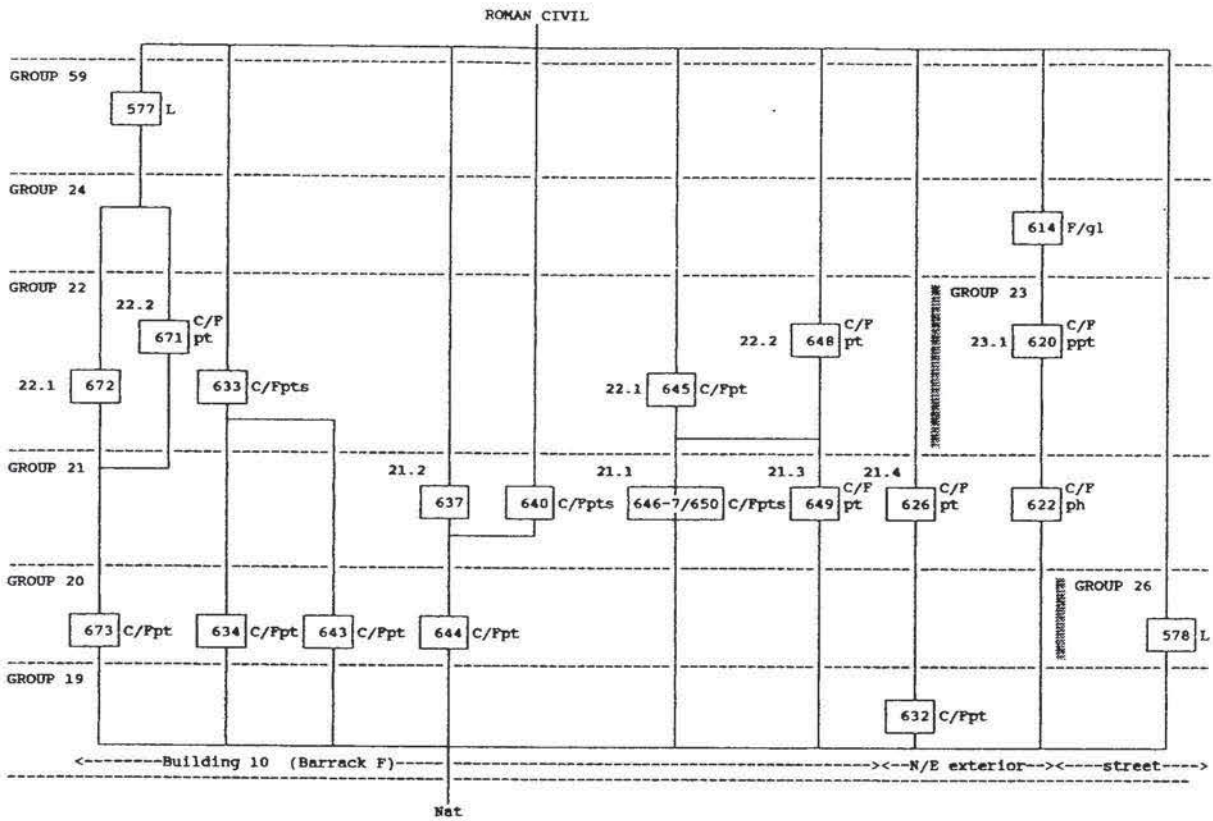 ROMAN CIVIL
GROUP 59
577 L
GROUP 24
614 F/gl
GROUP 22
GROUP 23
22.2
671 C/F pt
22.2
648 C/F pt
23.1
620 C/F ppt
22.1 672
633 C/Fpts
22.1 645 C/Fpt
GROUP 21
21.2
637
640 C/Fpts
21.1
646-7/650 C/Fpts
21.3
649 C/F pt
21.4
626 C/F pt
622 C/F ph
GROUP 20
GROUP 26
673 C/Fpt
634 C/Fpt
643 C/Fpt
644 C/Fpt
578 L
GROUP 19
632 C/Fpt
<------Building 10 (Barrack F)------><--N/E exterior--><----street---->
Nat